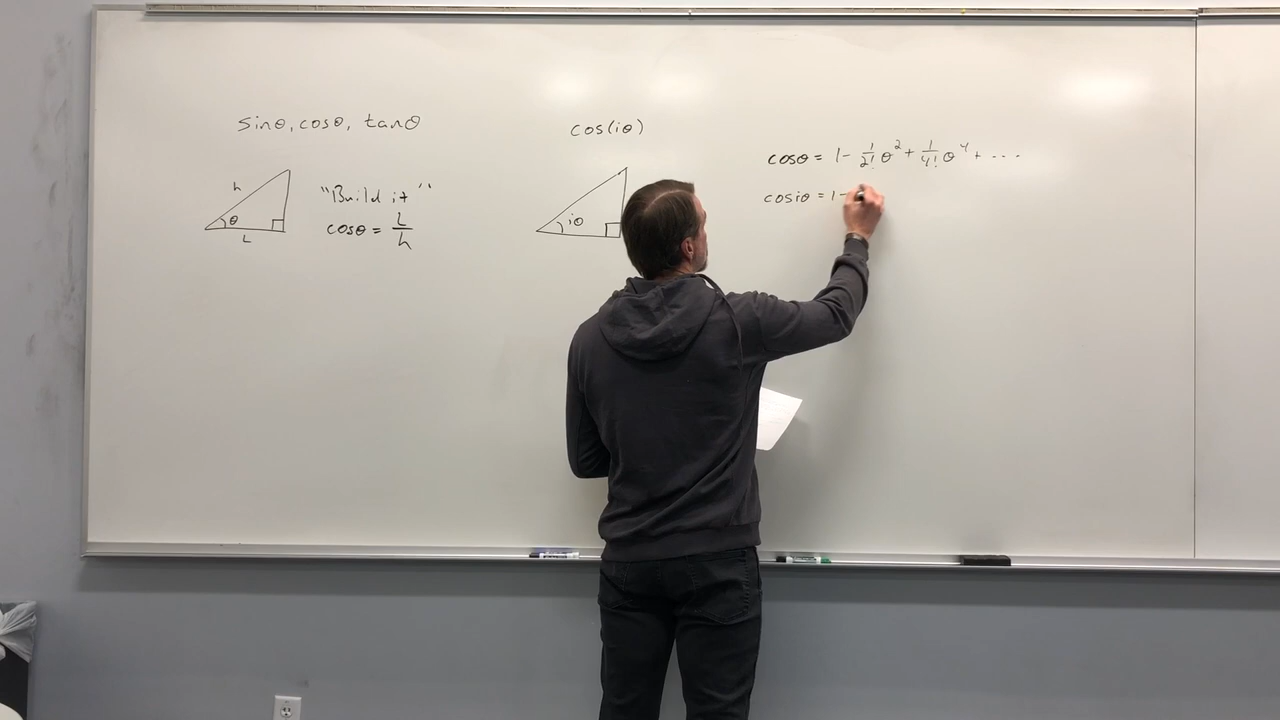 sinθ, cosθ, tanθ
h
θ
L
"Build it"
cosθ = L/h
cos(iθ)
iθ
cosθ = 1 - 1/2! θ² + 1/4! θ⁴ + ...
cosiθ = 1 -